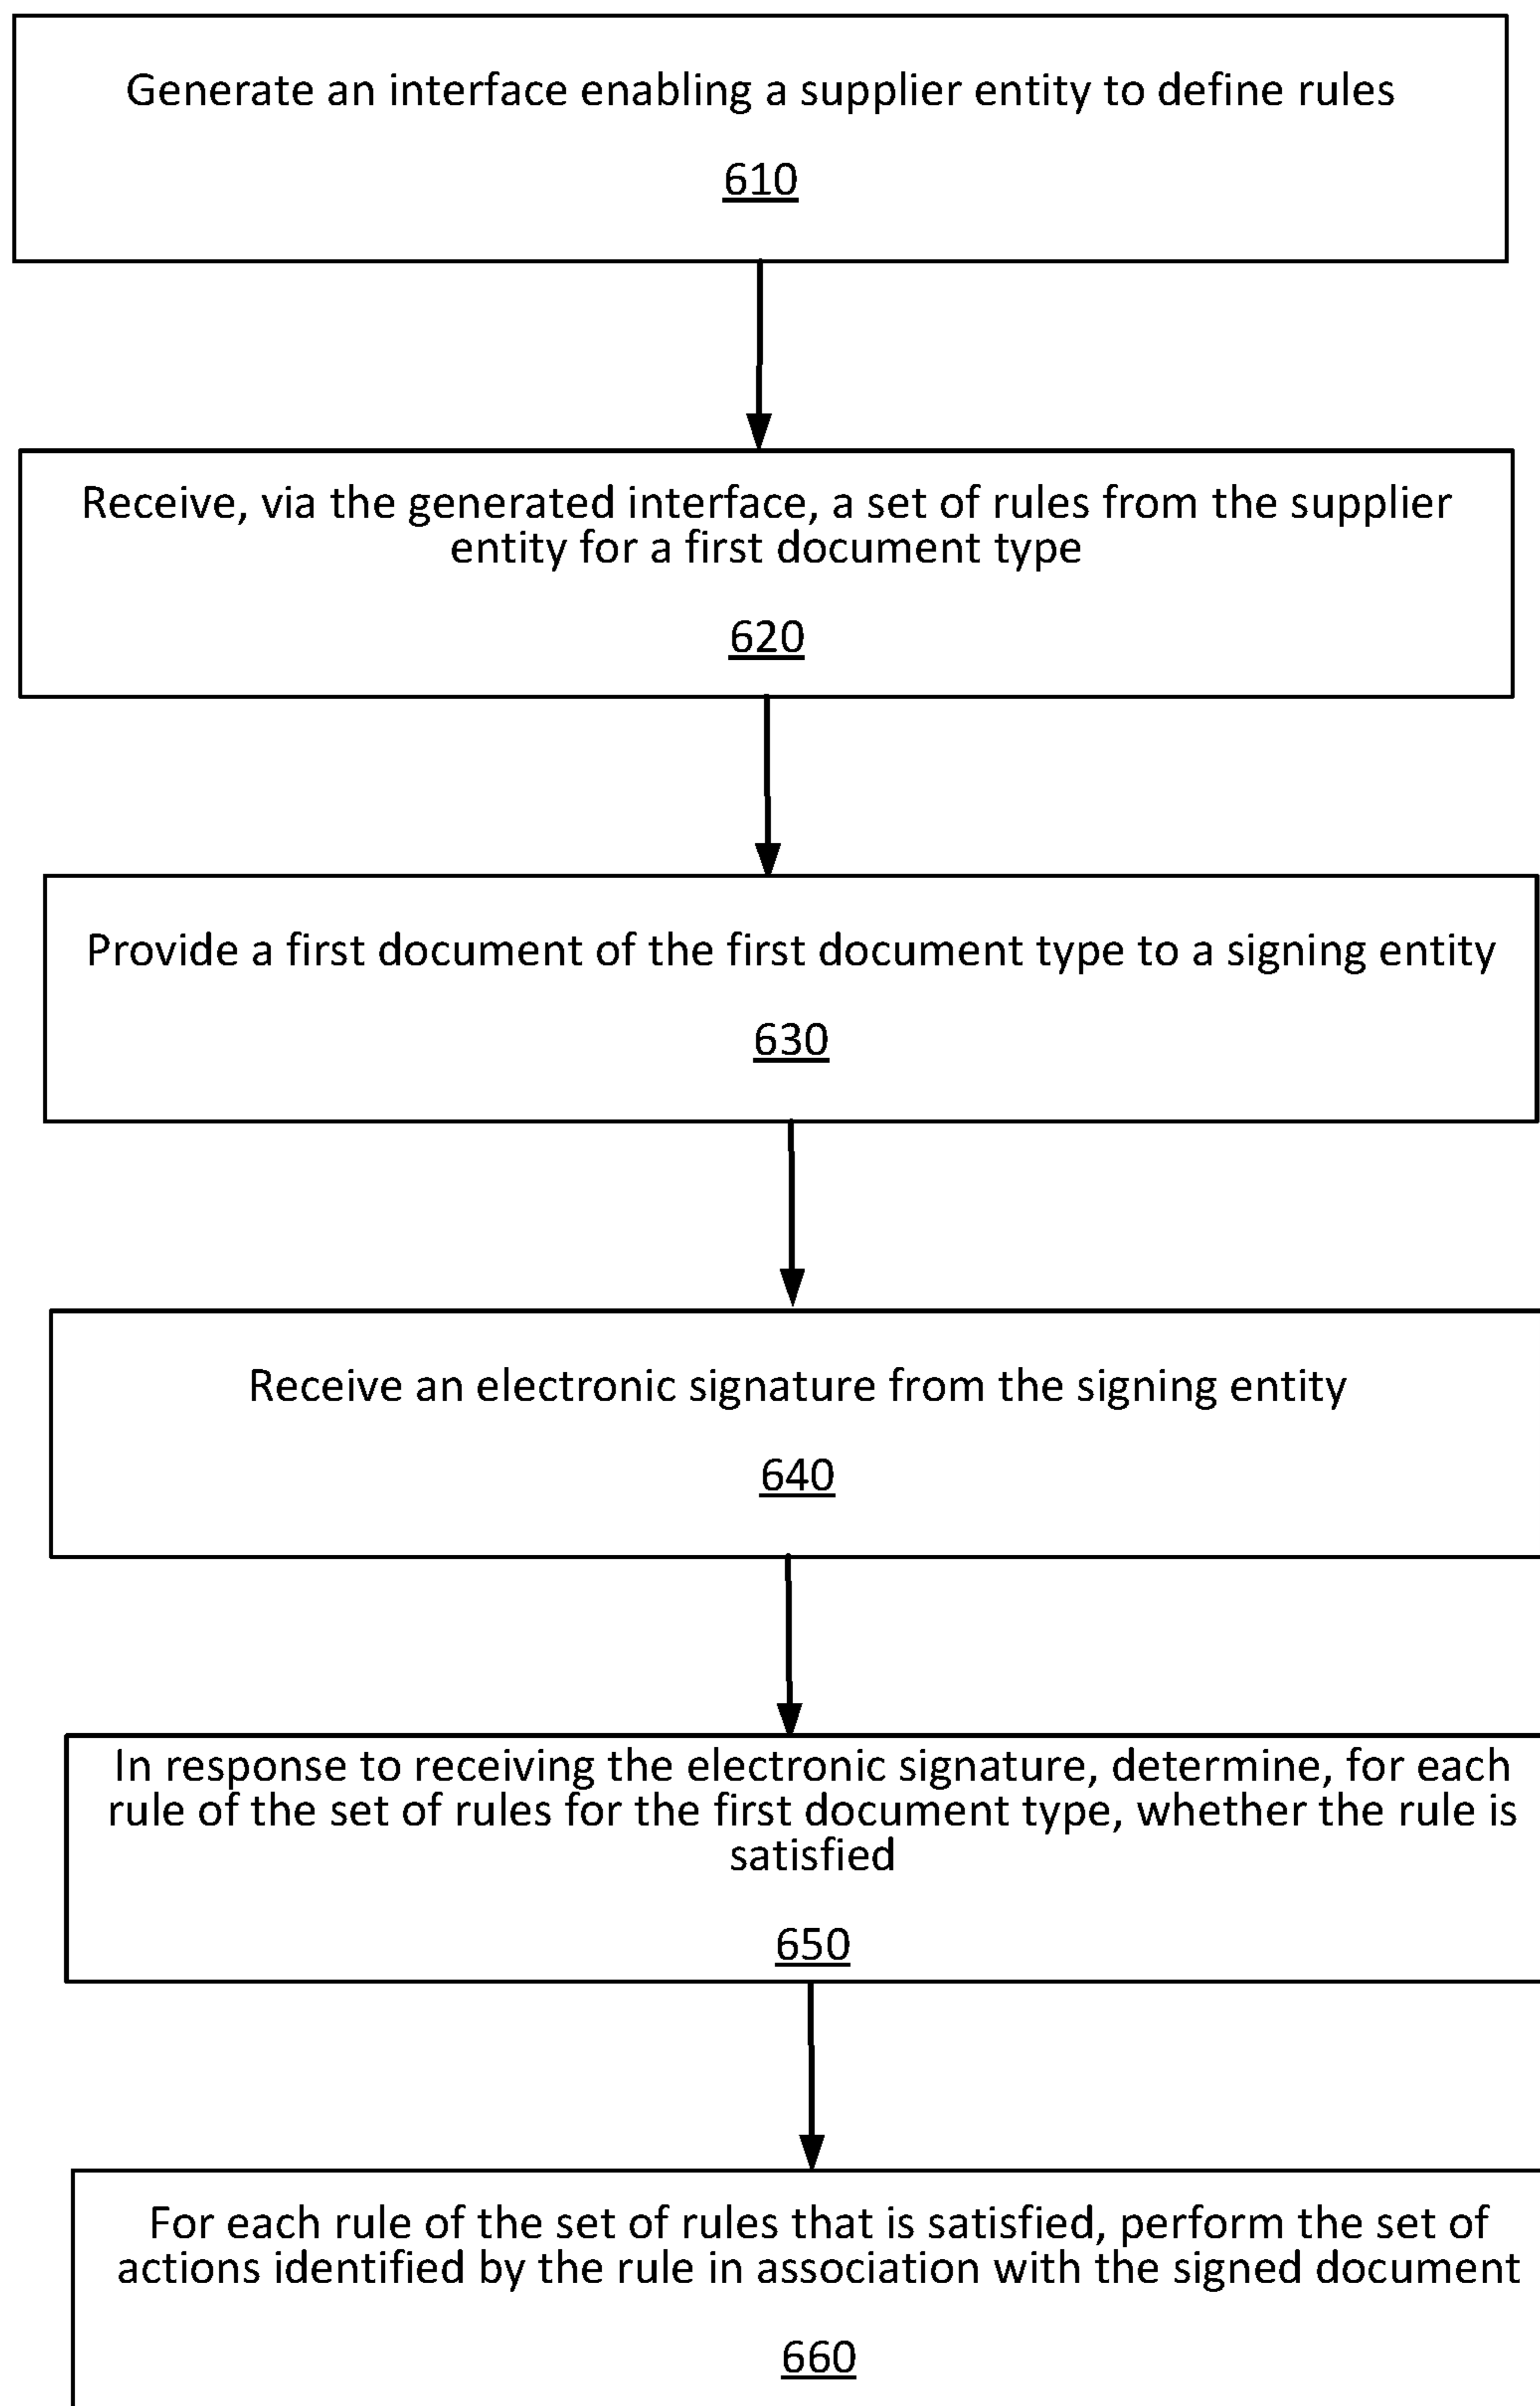 Generate an interface enabling a supplier entity to define rules
610
Receive, via the generated interface, a set of rules from the supplier
entity for a first document type
620
Provide a first document of the first document type to a signing entity
630
Receive an electronic signature from the signing entity
640
In response to receiving the electronic signature, determine, for each
rule of the set of rules for the first document type, whether the rule is
satisfied
650
For each rule of the set of rules that is satisfied, perform the set of
actions identified by the rule in association with the signed document
660